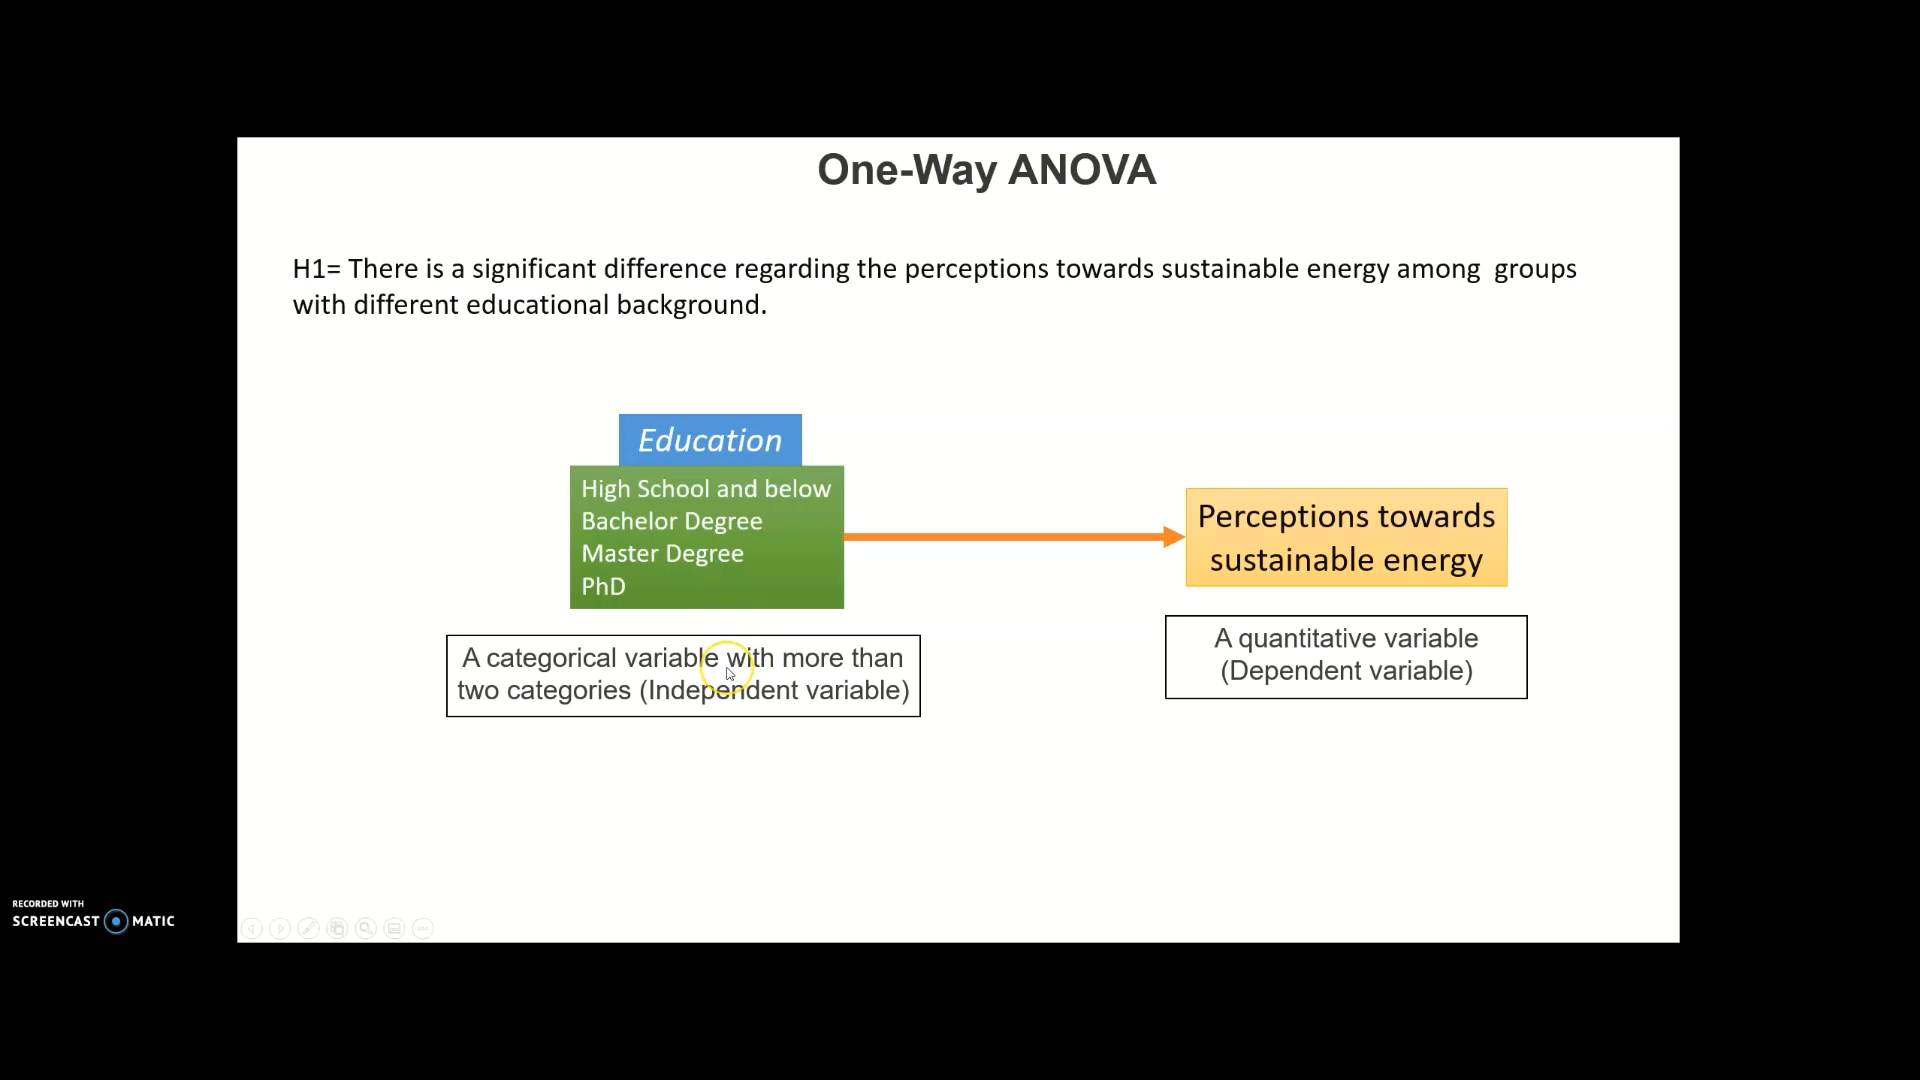 One-Way ANOVA
H1= There is a significant difference regarding the perceptions towards sustainable energy among groups
with different educational background.
Education
High School and below
Bachelor Degree
Master Degree
PhD
Perceptions towards
sustainable energy
A categorical variable with more than
two categories (Independent variable)
A quantitative variable
(Dependent variable)
RECORDED WITH
SCREENCAST MATIC